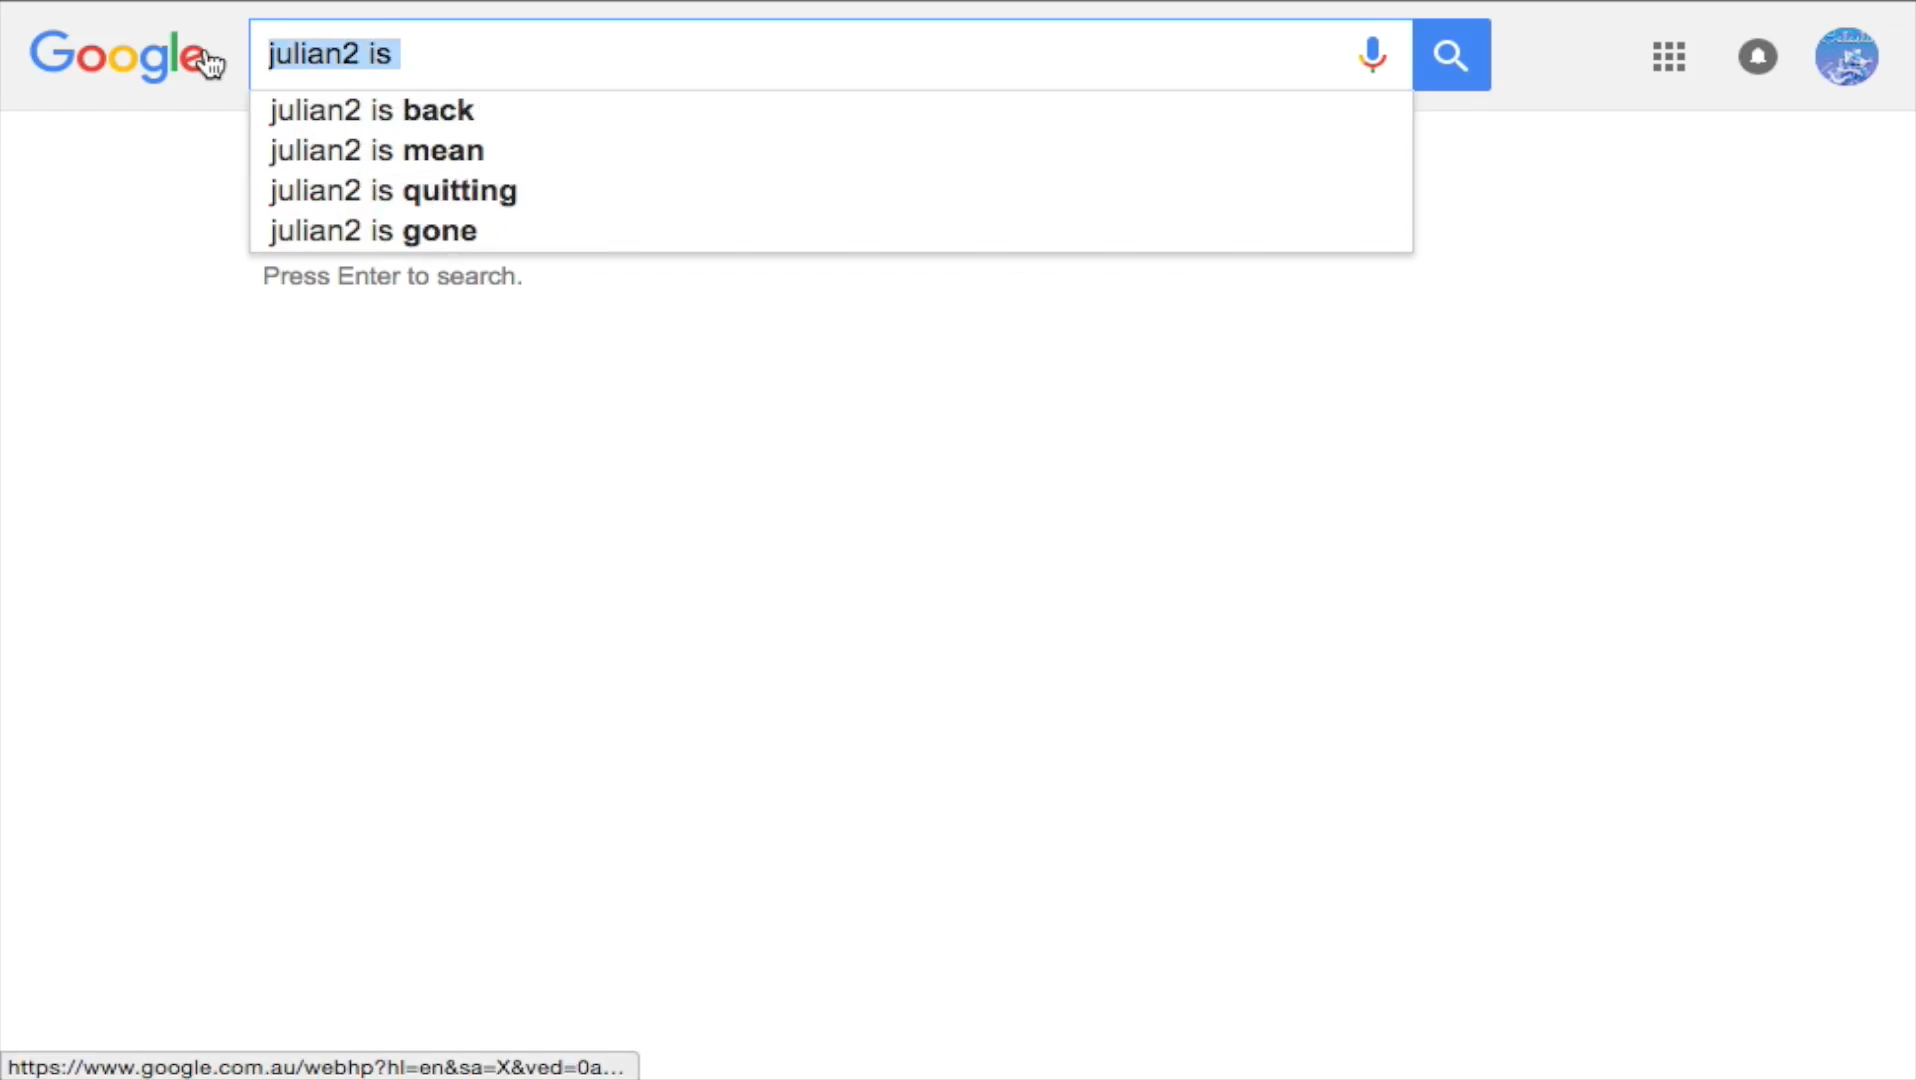 Google
julian2 is
julian2 is back
julian2 is mean
julian2 is quitting
julian2 is gone
Press Enter to search.
https://www.google.com.au/webhp?hl=en&sa=X&ved=0a...